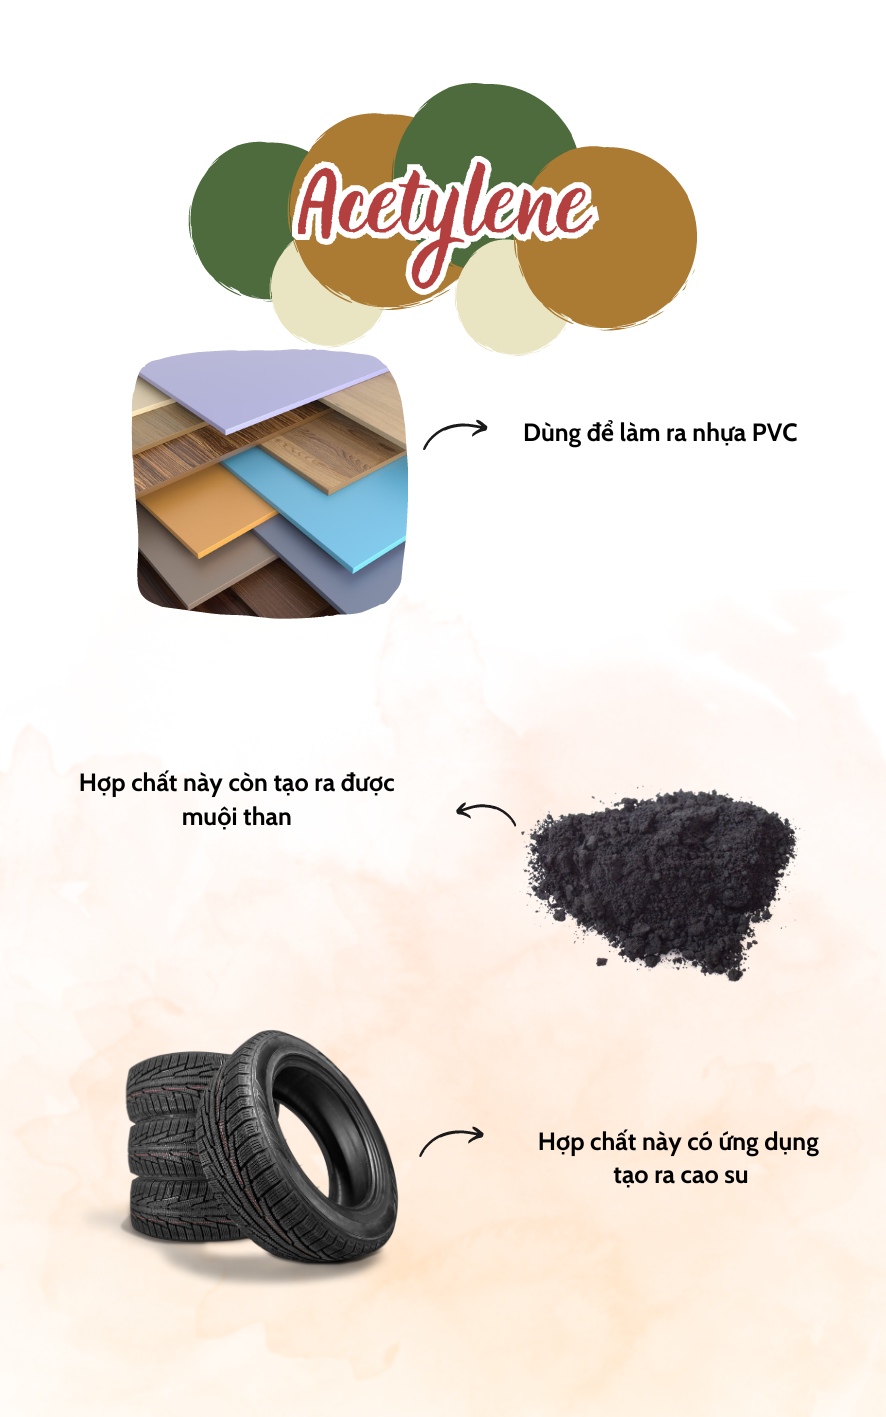 Acetylene
Dùng để làm ra nhựa PVC
Hợp chất này còn tạo ra được
muội than
Hợp chất này có ứng dụng
tạo ra cao su